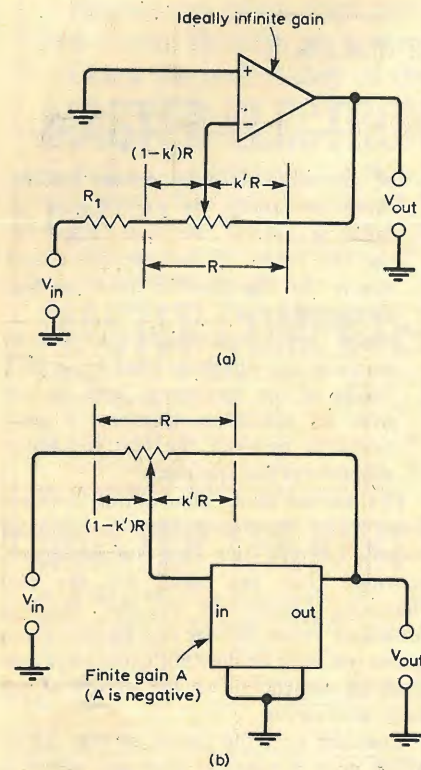 Ideally infinite gain
+
−
(1-k')R
k'R
R₁
R
Vin
Vout
(a)
R
k'R
(1-k')R
Vin
in
out
Vout
Finite gain A
(A is negative)
(b)